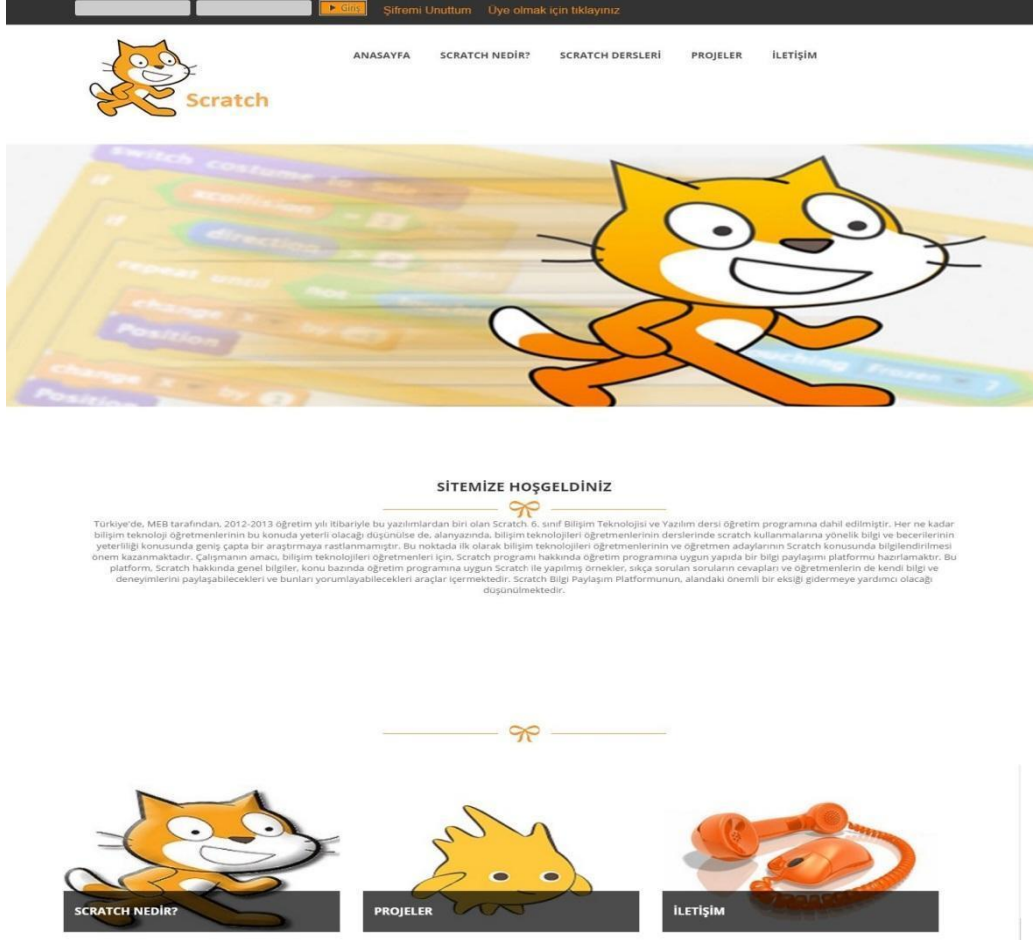 Giriş Şifremi Unuttum Üye olmak için tıklayınız
ANASAYFA SCRATCH NEDİR? SCRATCH DERSLERİ PROJELER İLETİŞİM
Scratch
switch costume to
if
xcollision
if
direction
repeat until not
change x by
Position
touching Frozen ?
change x by
Position
SİTEMİZE HOŞGELDİNİZ
Türkiye'de, MEB tarafından, 2012-2013 öğretim yılı itibariyle bu yazılımlardan biri olan Scratch 6. sınıf Bilişim Teknolojisi ve Yazılım dersi öğretim programına dahil edilmiştir. Her ne kadar
bilişim teknoloji öğretmenlerinin bu konuda yeterli olacağı düşünülse de, alanyazında, bilişim teknolojileri öğretmenlerinin derslerinde scratch kullanmalarına yönelik bilgi ve becerilerinin
yeterliliği konusunda geniş çapta bir araştırmaya rastlanmamıştır. Bu noktada ilk olarak bilişim teknolojileri öğretmenlerinin ve öğretmen adaylarının Scratch konusunda bilgilendirilmesi
önem kazanmaktadır. Çalışmanın amacı, bilişim teknolojileri öğretmenleri için, Scratch programı hakkında öğretim programına uygun yapıda bir bilgi paylaşımı platformu hazırlamaktır. Bu
platform, Scratch hakkında genel bilgiler, konu bazında öğretim programına uygun Scratch ile yapılmış örnekler, sıkça sorulan soruların cevapları ve öğretmenlerin de kendi bilgi ve
deneyimlerini paylaşabilecekleri ve bunları yorumlayabilecekleri araçlar içermektedir. Scratch Bilgi Paylaşım Platformunun, alandaki önemli bir eksiği gidermeye yardımcı olacağı
düşünülmektedir.
SCRATCH NEDİR? PROJELER İLETİŞİM